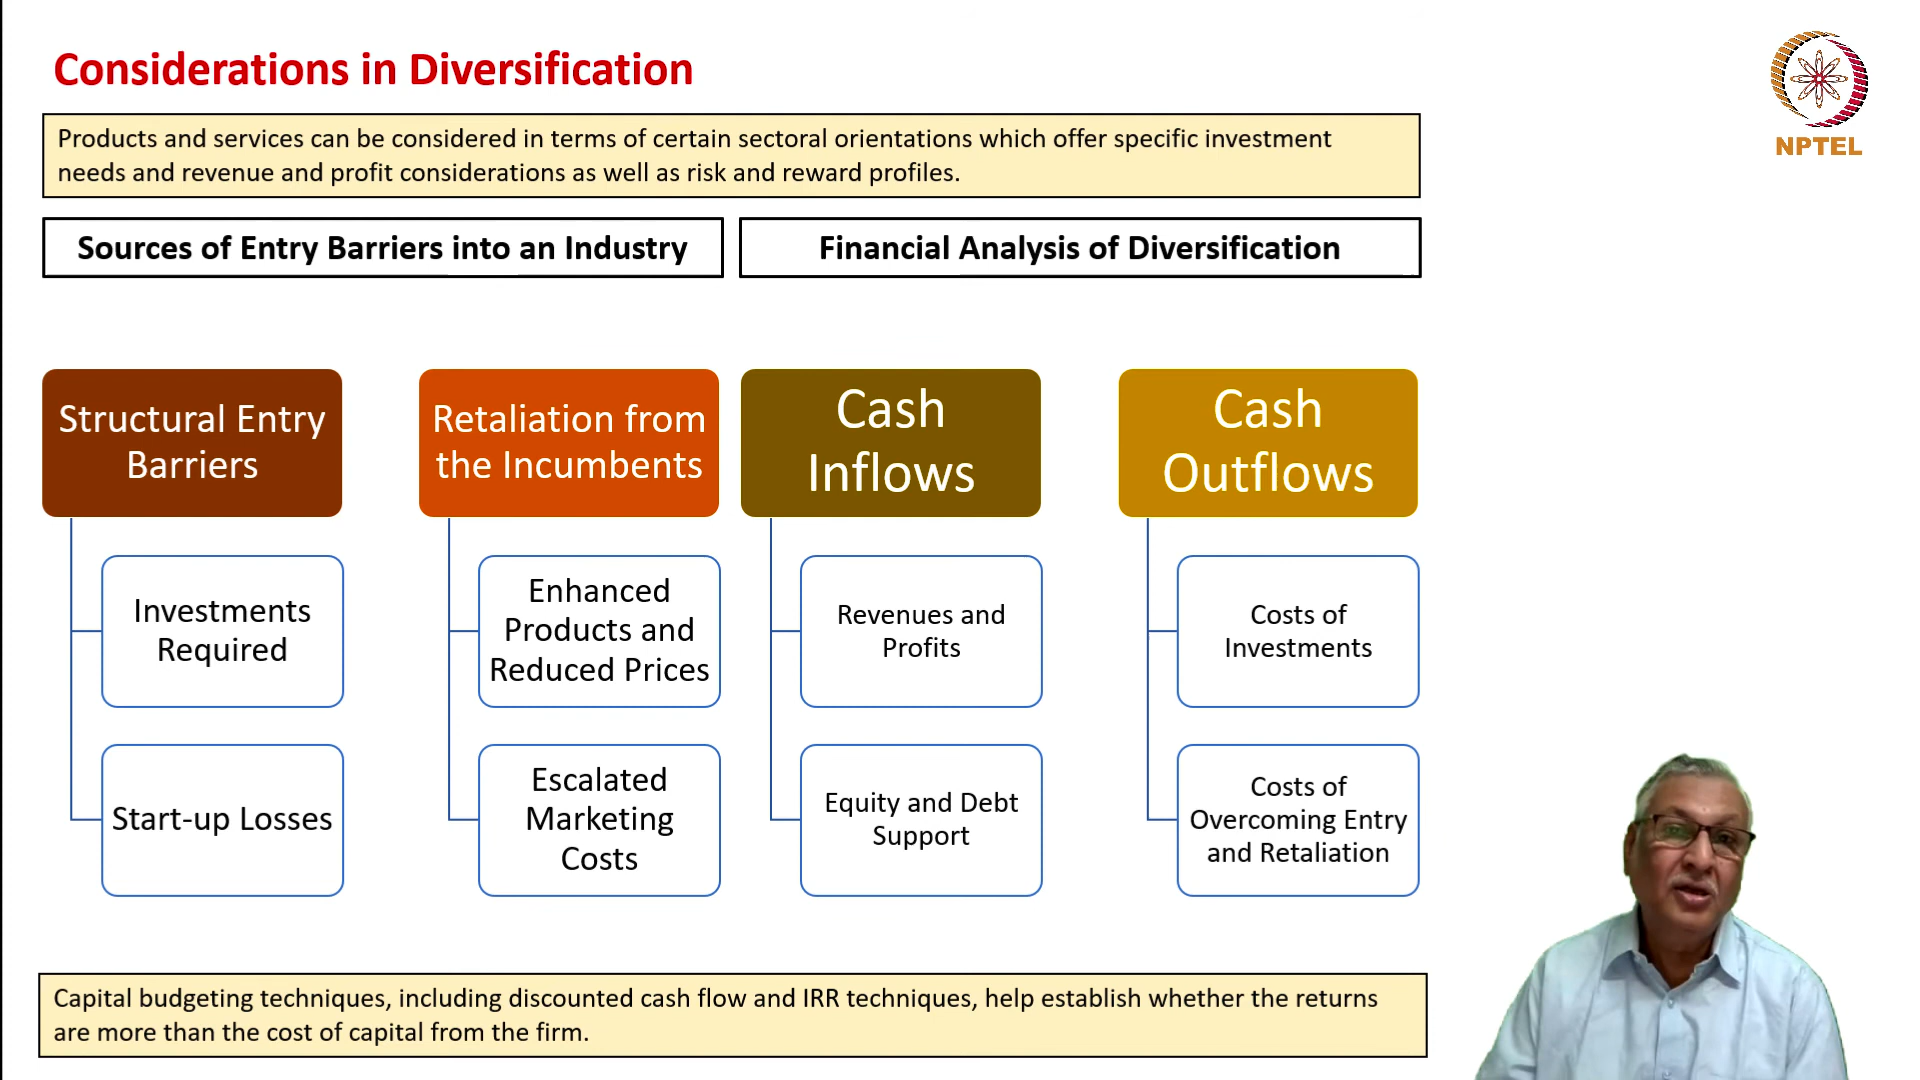 Considerations in Diversification
NPTEL
Products and services can be considered in terms of certain sectoral orientations which offer specific investment
needs and revenue and profit considerations as well as risk and reward profiles.
Sources of Entry Barriers into an Industry
Financial Analysis of Diversification
Structural Entry
Barriers
Investments
Required
Start-up Losses
Retaliation from
the Incumbents
Enhanced
Products and
Reduced Prices
Escalated
Marketing
Costs
Cash
Inflows
Revenues and
Profits
Equity and Debt
Support
Cash
Outflows
Costs of
Investments
Costs of
Overcoming Entry
and Retaliation
Capital budgeting techniques, including discounted cash flow and IRR techniques, help establish whether the returns
are more than the cost of capital from the firm.